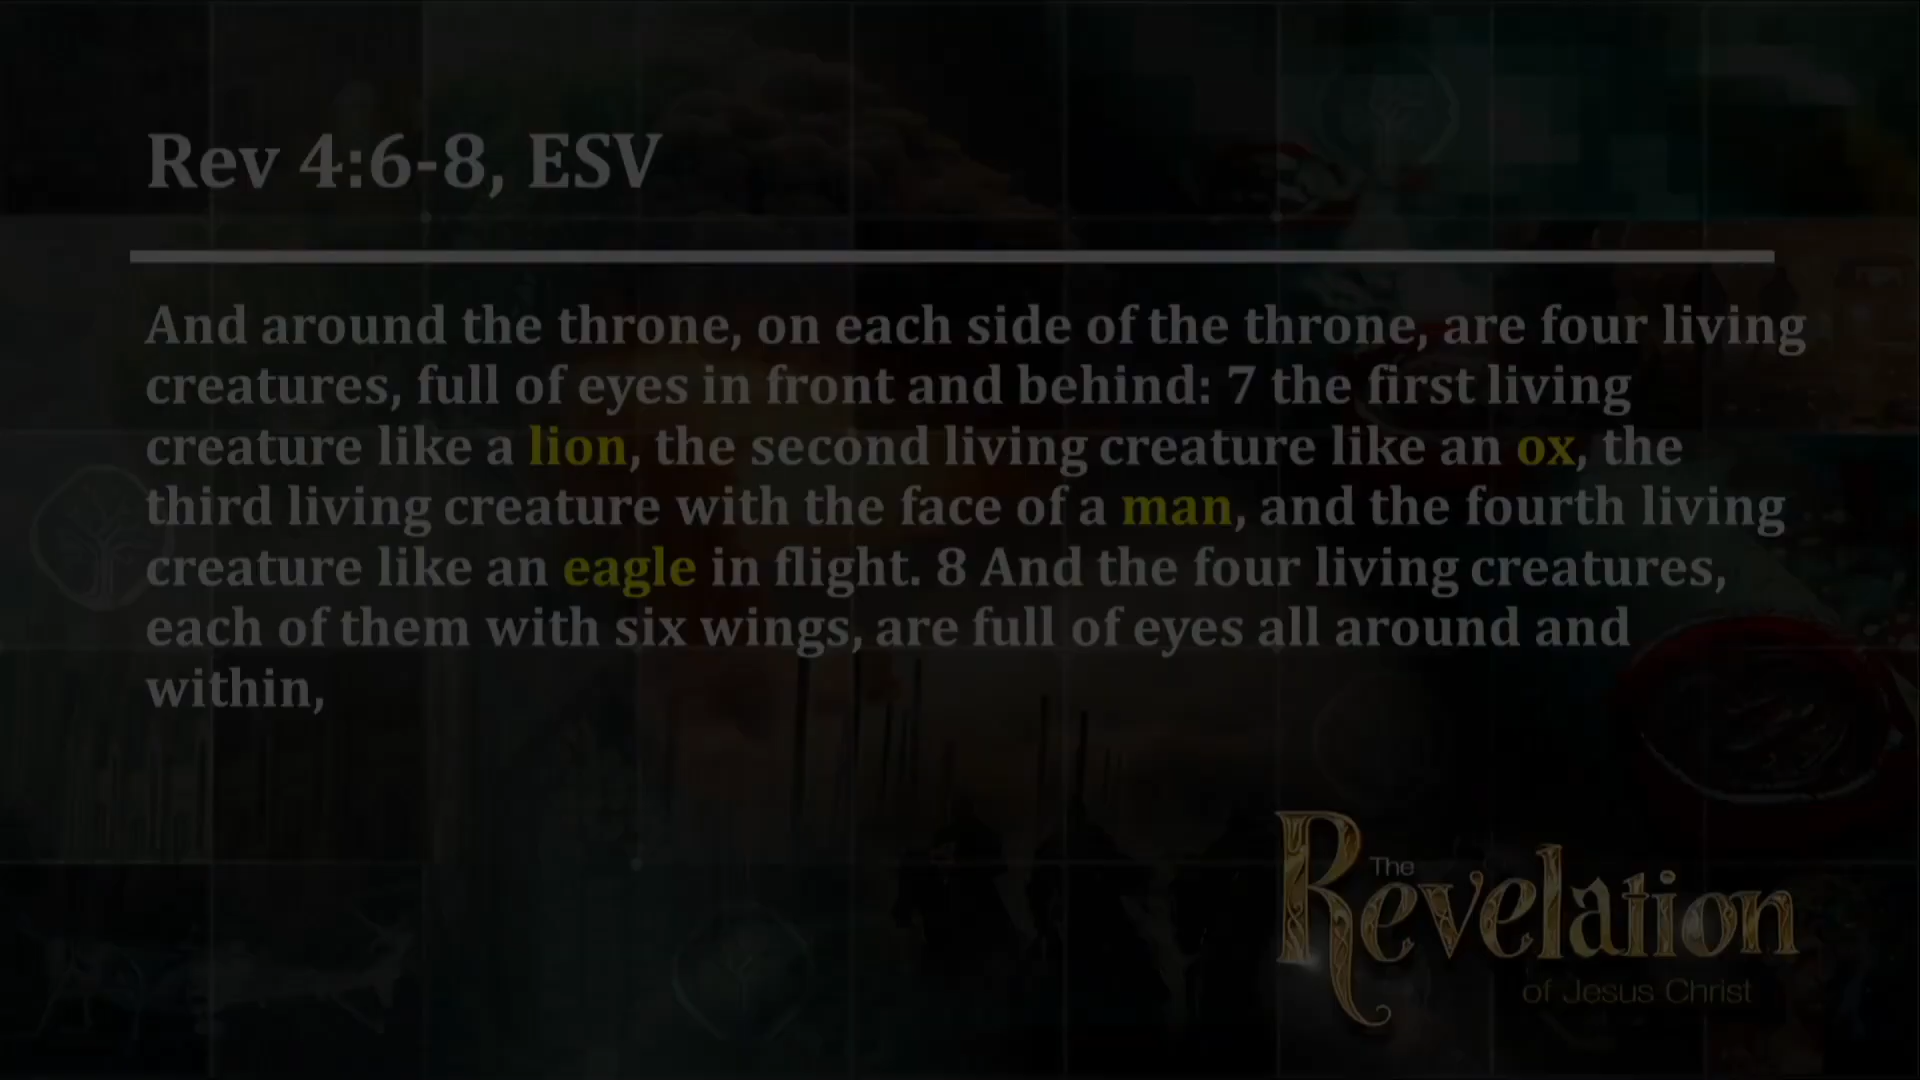 Rev 4:6-8, ESV
And around the throne, on each side of the throne, are four living
creatures, full of eyes in front and behind: 7 the first living
creature like a lion, the second living creature like an ox, the
third living creature with the face of a man, and the fourth living
creature like an eagle in flight. 8 And the four living creatures,
each of them with six wings, are full of eyes all around and
within,
The
Revelation
of Jesus Christ